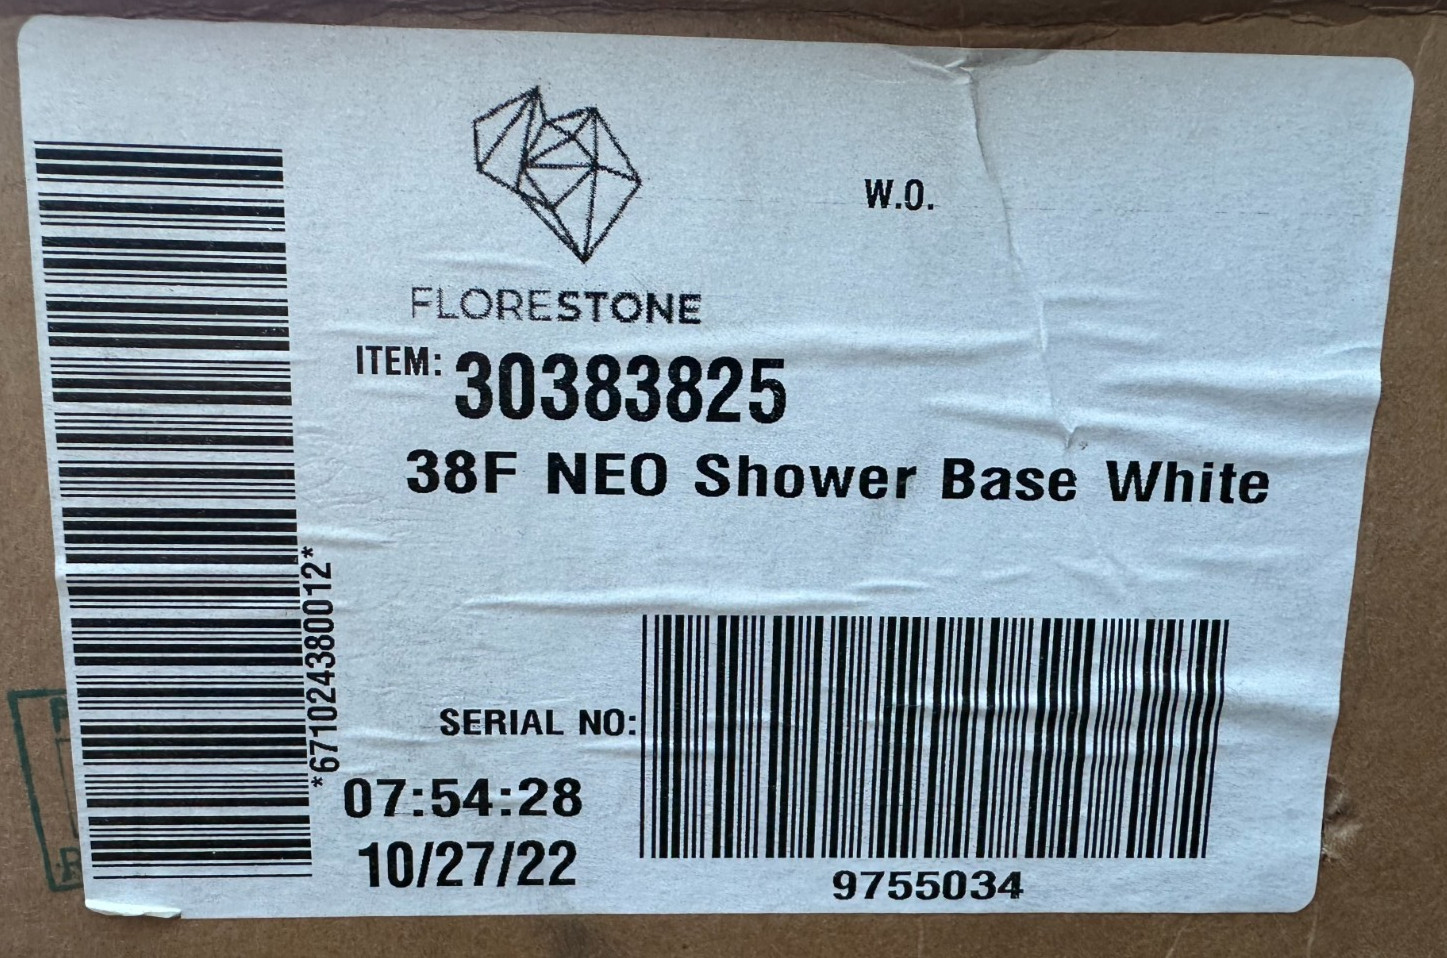 W.O.
FLORESTONE
ITEM: 30383825
38F NEO Shower Base White
*671024380012*
SERIAL NO:
07:54:28
10/27/22
9755034